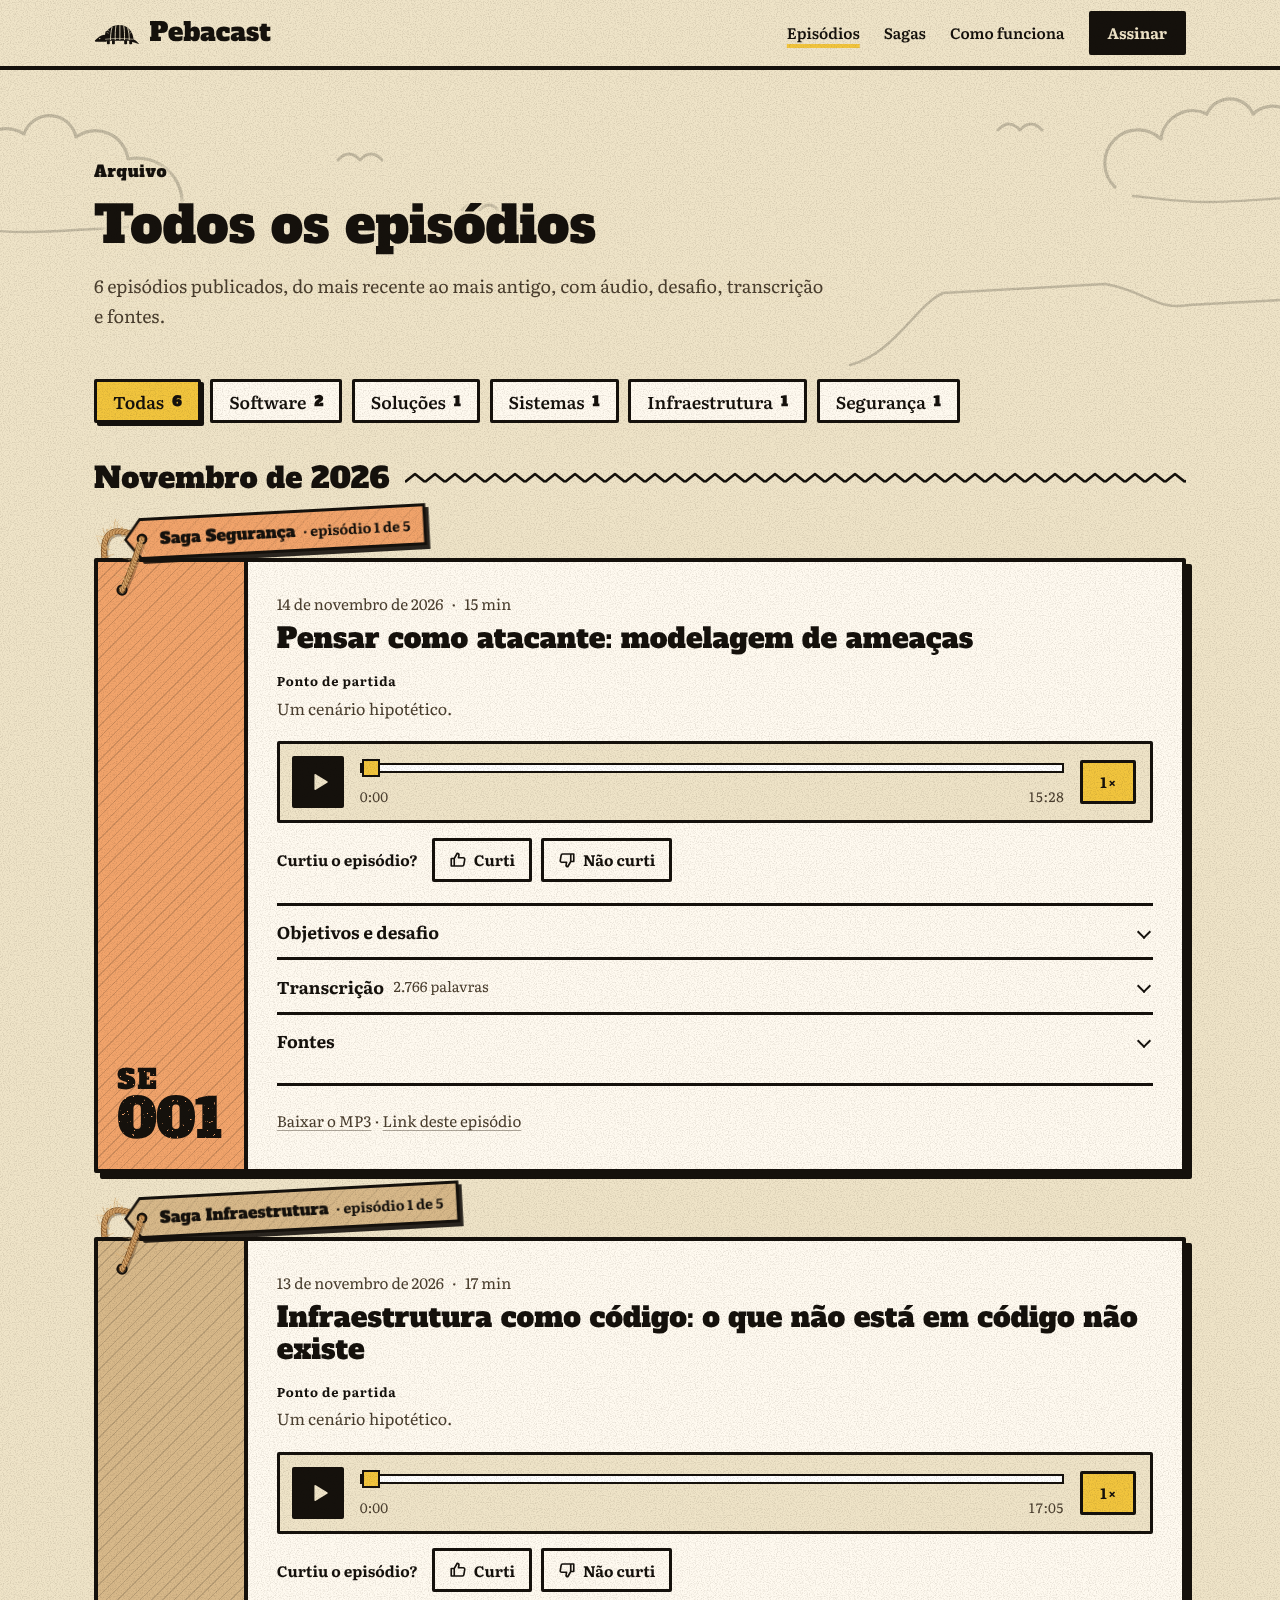 Pebacast
Episódios Sagas Como funciona Assinar
Arquivo
Todos os episódios
6 episódios publicados, do mais recente ao mais antigo, com áudio, desafio, transcrição
e fontes.
Todas 6 Software 2 Soluções 1 Sistemas 1 Infraestrutura 1 Segurança 1
Novembro de 2026
Saga Segurança · episódio 1 de 5
14 de novembro de 2026 · 15 min
Pensar como atacante: modelagem de ameaças
Ponto de partida
Um cenário hipotético.
0:00 15:28 1×
Curtiu o episódio? Curti Não curti
Objetivos e desafio
Transcrição 2.766 palavras
Fontes
SE
001
Baixar o MP3 · Link deste episódio
Saga Infraestrutura · episódio 1 de 5
13 de novembro de 2026 · 17 min
Infraestrutura como código: o que não está em código não
existe
Ponto de partida
Um cenário hipotético.
0:00 17:05 1×
Curtiu o episódio? Curti Não curti